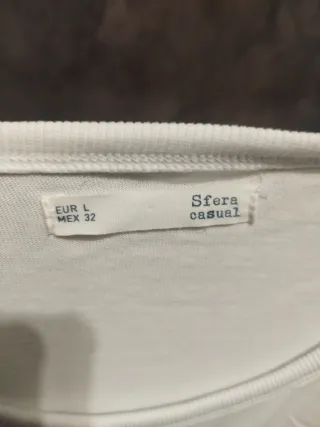 EUR L
MEX 32
Sfera
casual